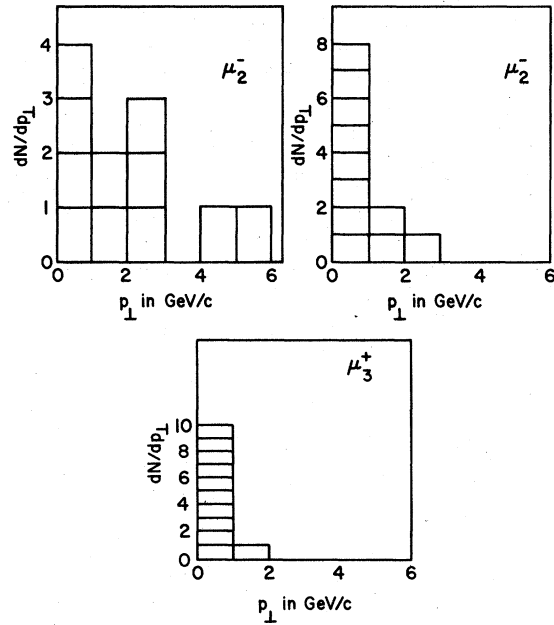 4
3
2
1
0
dN/dp⊥
μ₂⁻
0 2 4 6
p⊥ in GeV/c
8
6
4
2
0
dN/dp⊥
μ₂⁻
0 2 4 6
p⊥ in GeV/c
μ₃⁺
10
8
6
4
2
0
dN/dp⊥
0 2 4 6
p⊥ in GeV/c